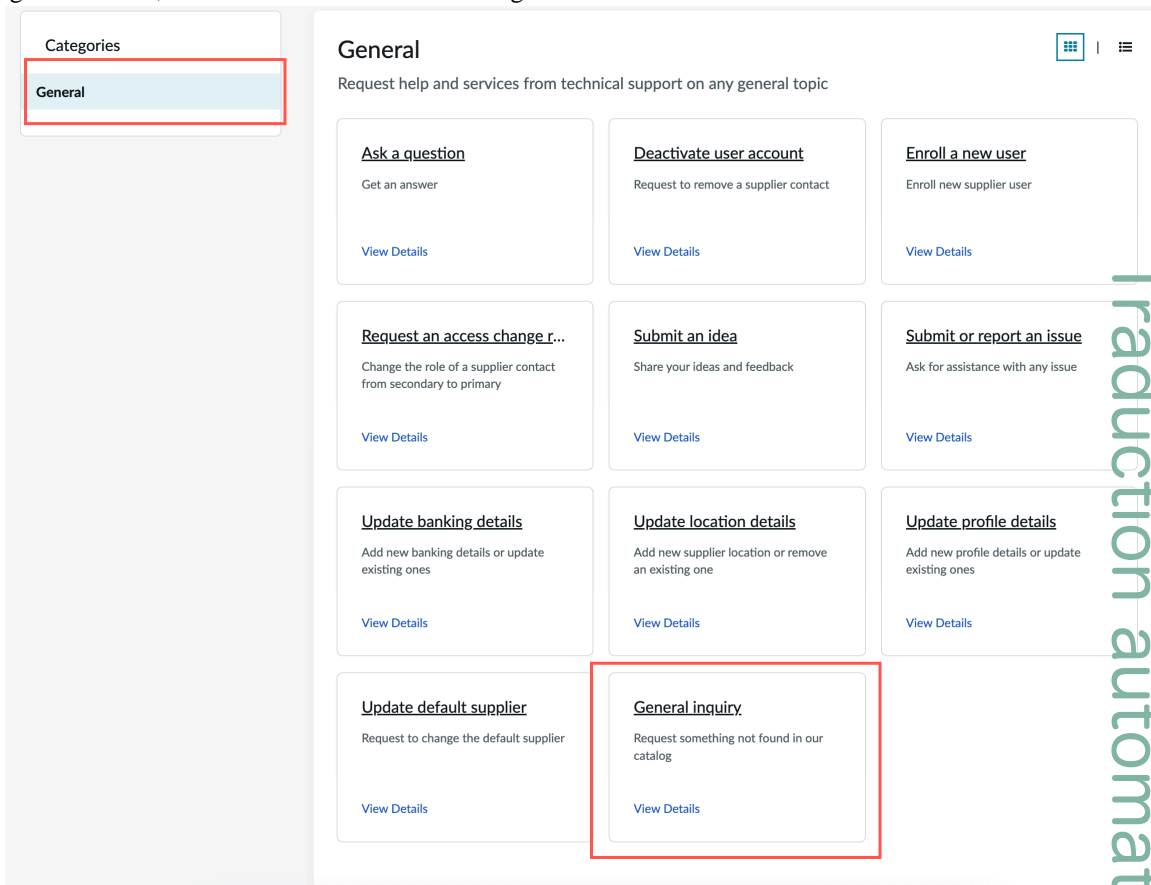 Categories
General
General
Request help and services from technical support on any general topic
|
Ask a question
Get an answer
View Details
Deactivate user account
Request to remove a supplier contact
View Details
Enroll a new user
Enroll new supplier user
View Details
Request an access change r...
Change the role of a supplier contact
from secondary to primary
View Details
Submit an idea
Share your ideas and feedback
View Details
Submit or report an issue
Ask for assistance with any issue
View Details
Update banking details
Add new banking details or update
existing ones
View Details
Update location details
Add new supplier location or remove
an existing one
View Details
Update profile details
Add new profile details or update
existing ones
View Details
Update default supplier
Request to change the default supplier
View Details
General inquiry
Request something not found in our
catalog
View Details
Traduction automat